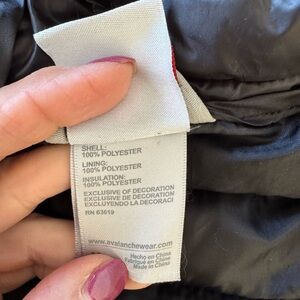 SHELL:
100% POLYESTER
LINING:
100% POLYESTER
INSULATION:
100% POLYESTER
EXCLUSIVE OF DECORATION
EXCLUSIVE DE DECORATION
EXCLUYENDO LA DECORACI
RN 63619
www.avalanchewear.com
Hecho en China
Fabriqué en Chine
Made in China